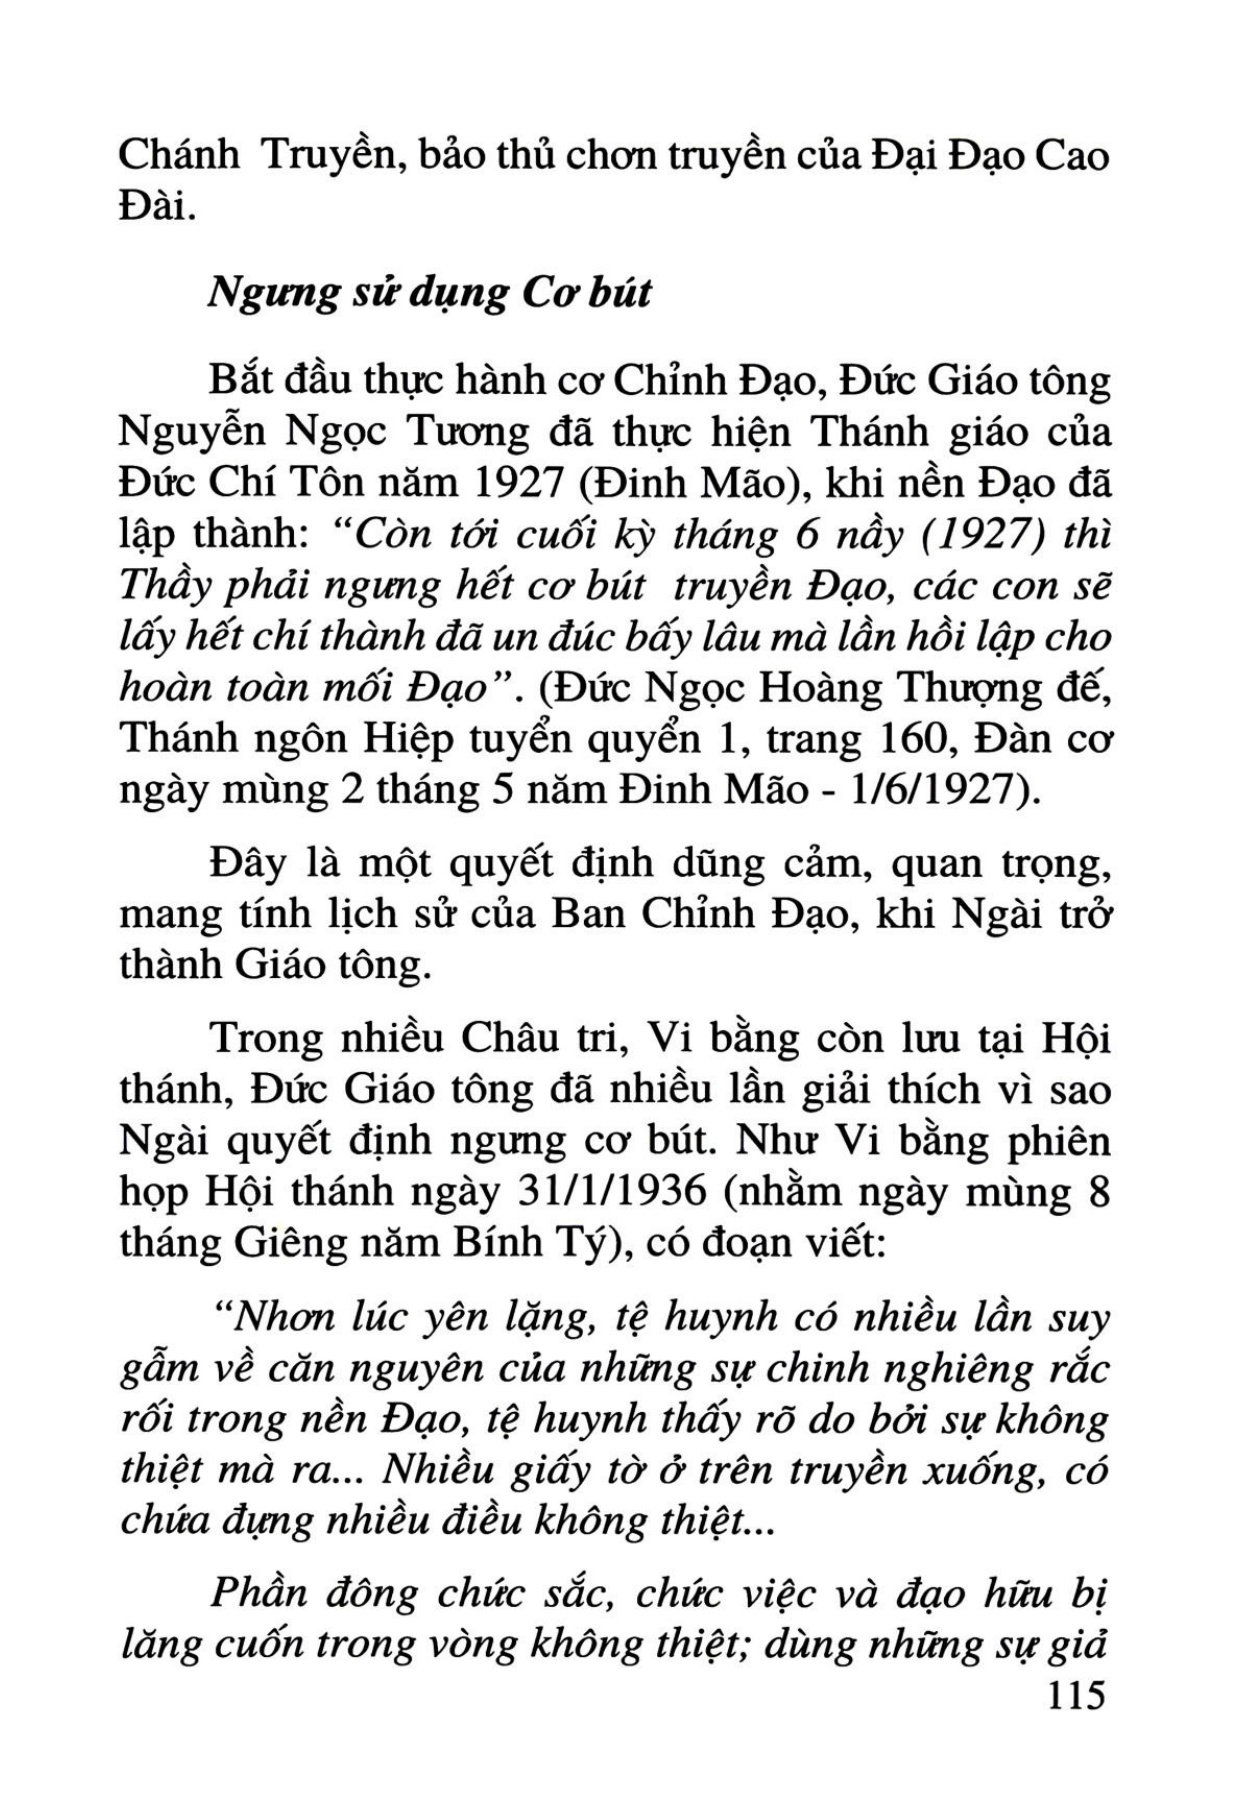 Chánh Truyền, bảo thủ chơn truyền của Đại Đạo Cao
Đài.
Ngưng sử dụng Cơ bút
Bắt đầu thực hành cơ Chỉnh Đạo, Đức Giáo tông
Nguyễn Ngọc Tương đã thực hiện Thánh giáo của
Đức Chí Tôn năm 1927 (Đinh Mão), khi nền Đạo đã
lập thành: “Còn tới cuối kỳ tháng 6 nầy (1927) thì
Thầy phải ngưng hết cơ bút truyền Đạo, các con sẽ
lấy hết chí thành đã un đúc bấy lâu mà lần hồi lập cho
hoàn toàn mối Đạo”. (Đức Ngọc Hoàng Thượng đế,
Thánh ngôn Hiệp tuyển quyển 1, trang 160, Đàn cơ
ngày mùng 2 tháng 5 năm Đinh Mão - 1/6/1927).
Đây là một quyết định dũng cảm, quan trọng,
mang tính lịch sử của Ban Chỉnh Đạo, khi Ngài trở
thành Giáo tông.
Trong nhiều Châu tri, Vi bằng còn lưu tại Hội
thánh, Đức Giáo tông đã nhiều lần giải thích vì sao
Ngài quyết định ngưng cơ bút. Như Vi bằng phiên
họp Hội thánh ngày 31/1/1936 (nhằm ngày mùng 8
tháng Giêng năm Bính Tý), có đoạn viết:
“Nhơn lúc yên lặng, tệ huynh có nhiều lần suy
gẫm về căn nguyên của những sự chinh nghiêng rắc
rối trong nền Đạo, tệ huynh thấy rõ do bởi sự không
thiệt mà ra... Nhiều giấy tờ ở trên truyền xuống, có
chứa đựng nhiều điều không thiệt...
Phần đông chức sắc, chức việc và đạo hữu bị
lăng cuốn trong vòng không thiệt; dùng những sự giả
115